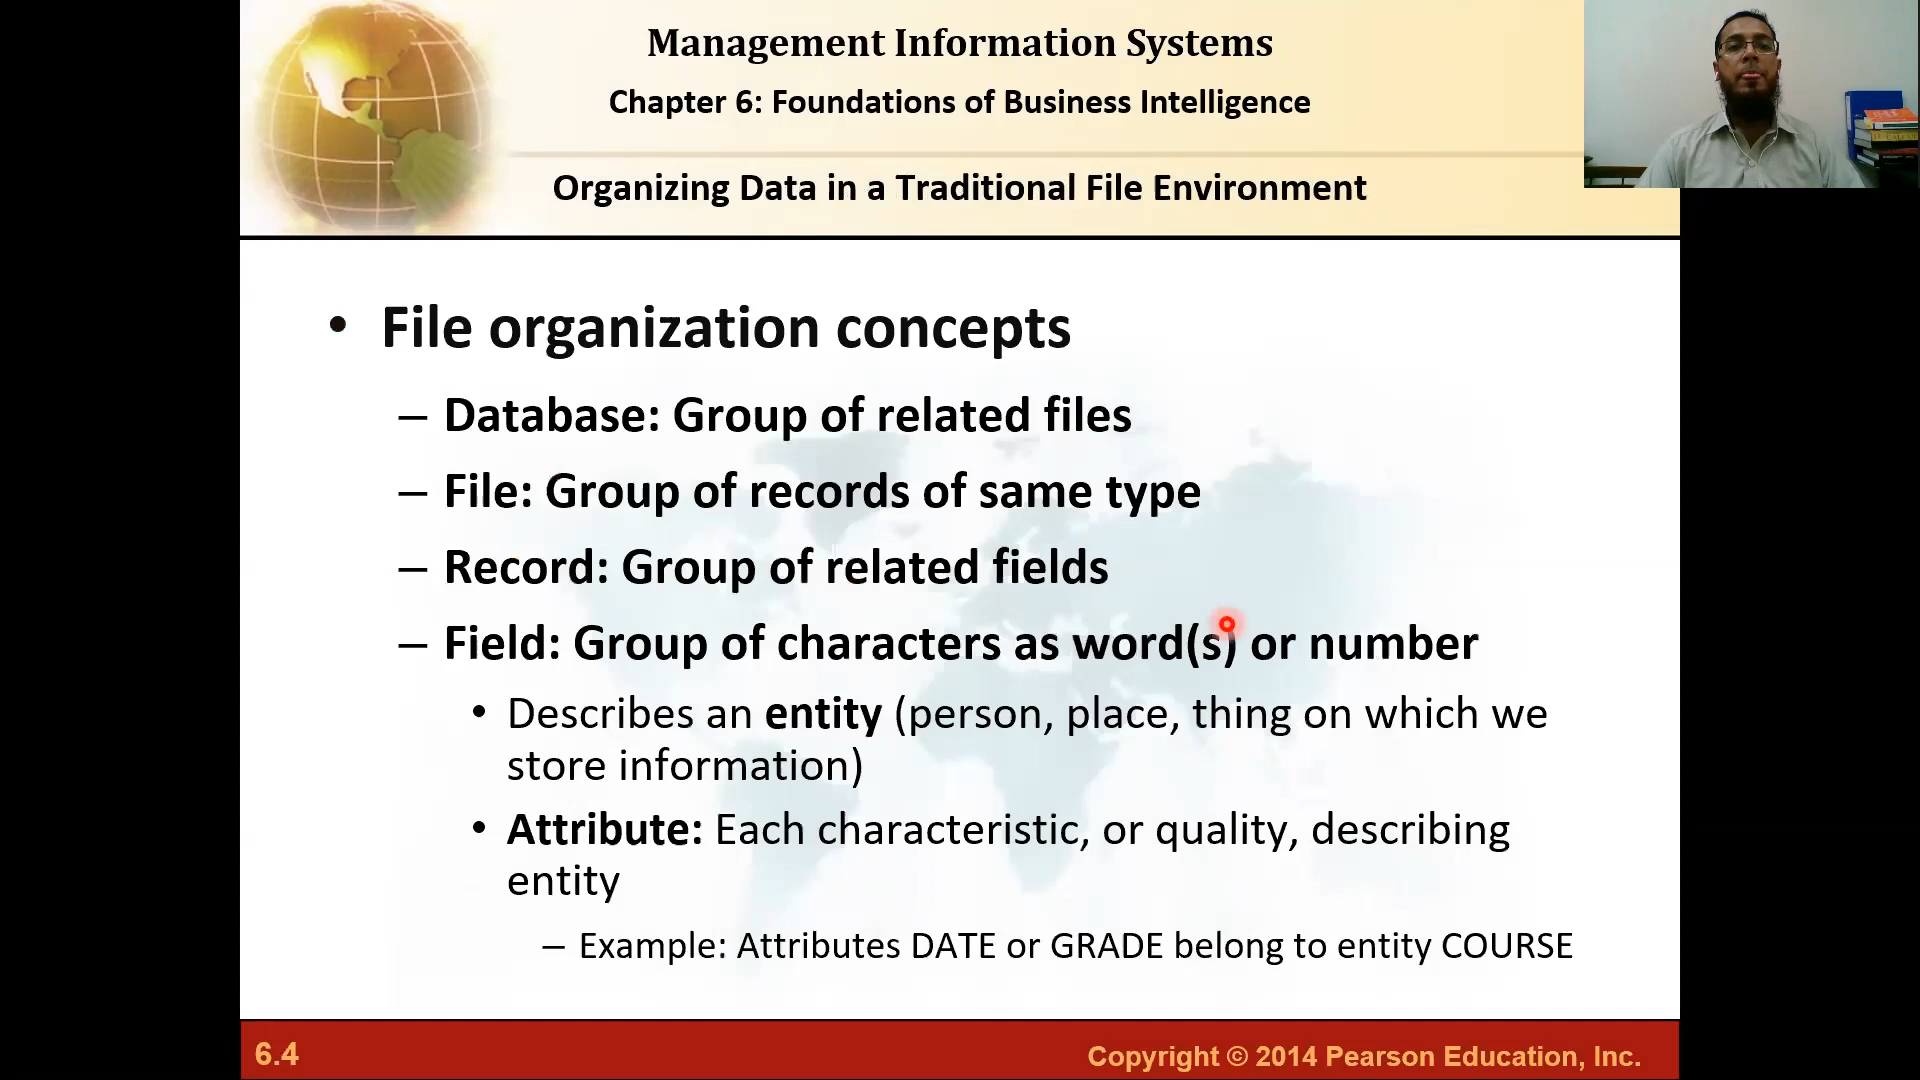 Management Information Systems
Chapter 6: Foundations of Business Intelligence
Organizing Data in a Traditional File Environment
• File organization concepts
– Database: Group of related files
– File: Group of records of same type
– Record: Group of related fields
– Field: Group of characters as word(s) or number
• Describes an entity (person, place, thing on which we
store information)
• Attribute: Each characteristic, or quality, describing
entity
– Example: Attributes DATE or GRADE belong to entity COURSE
6.4
Copyright © 2014 Pearson Education, Inc.